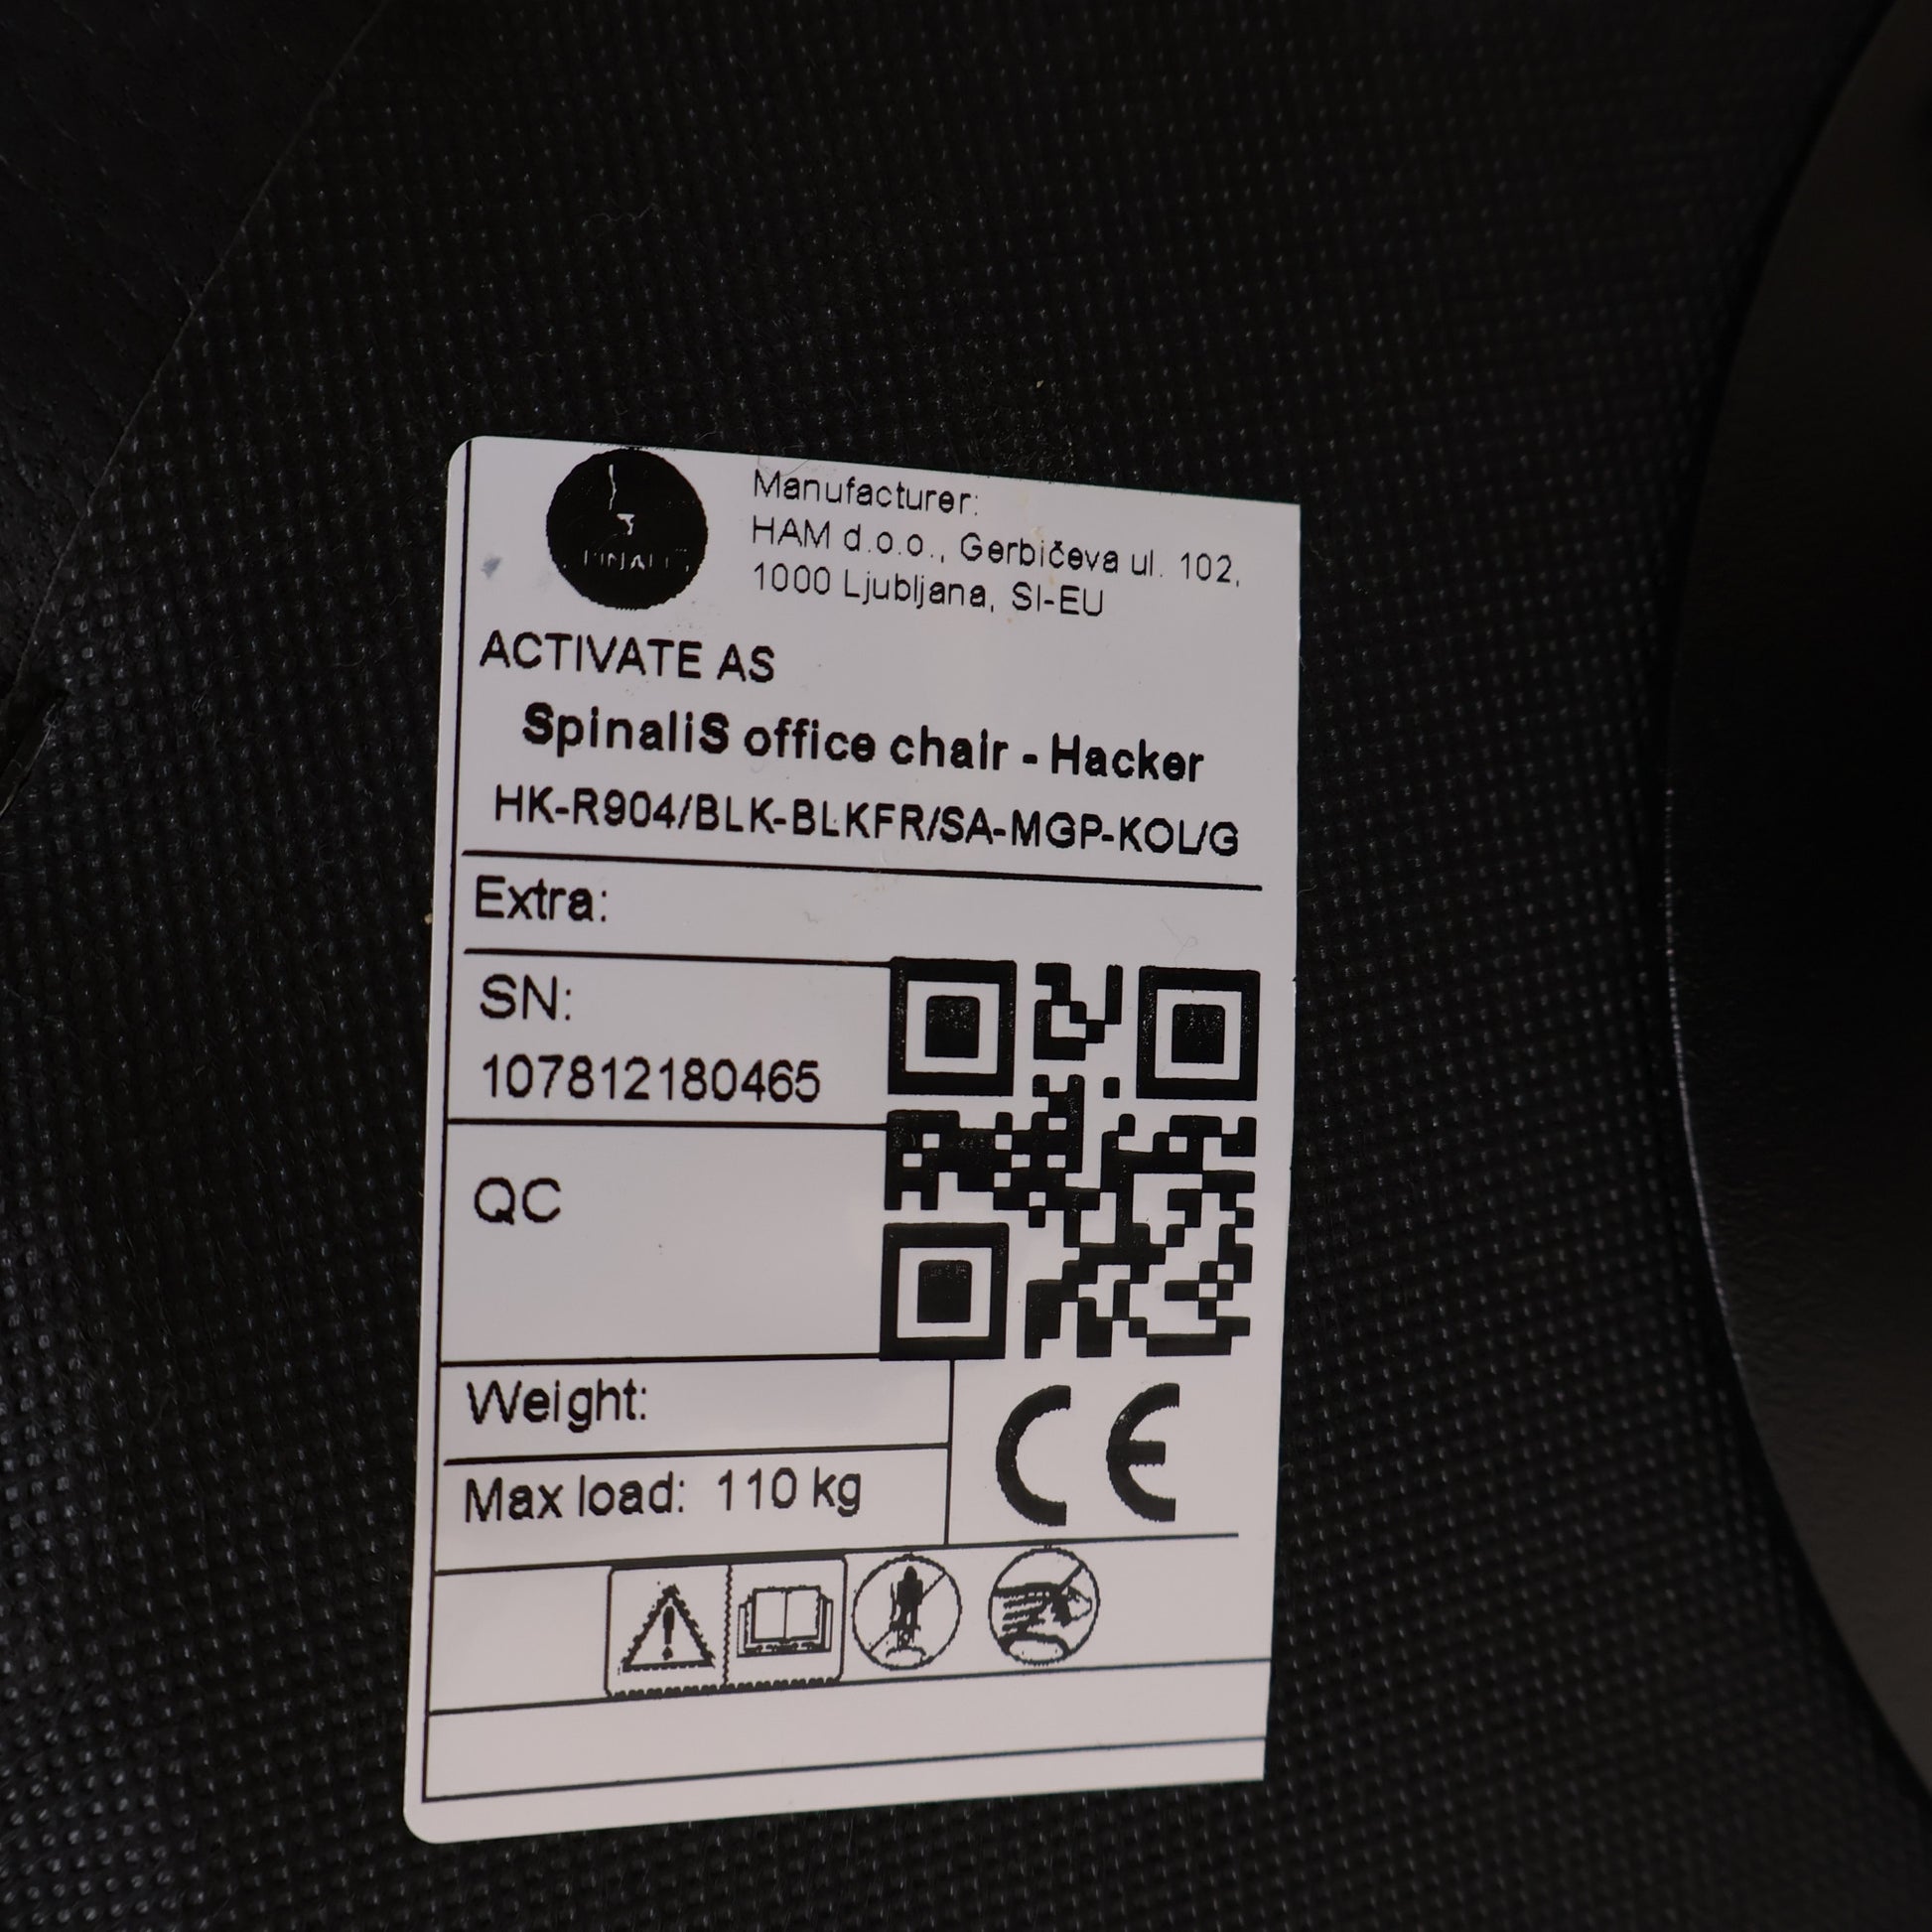 Manufacturer:
HAM d.o.o., Gerbičeva ul. 102,
1000 Ljubljana, SI-EU
ACTIVATE AS
SpinaliS office chair - Hacker
HK-R904/BLK-BLKFR/SA-MGP-KOL/G
Extra:
SN:
107812180465
QC
Weight:
Max load: 110 kg
CE